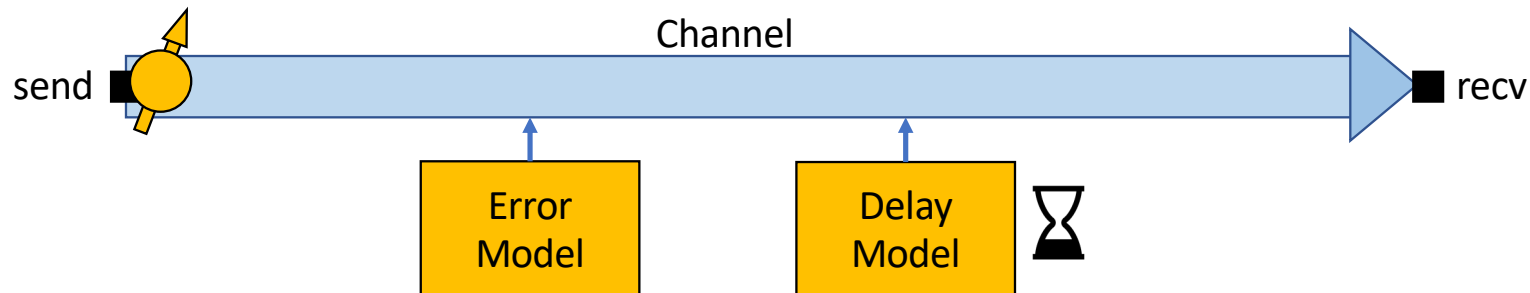 Channel
send
recv
Error
Model
Delay
Model